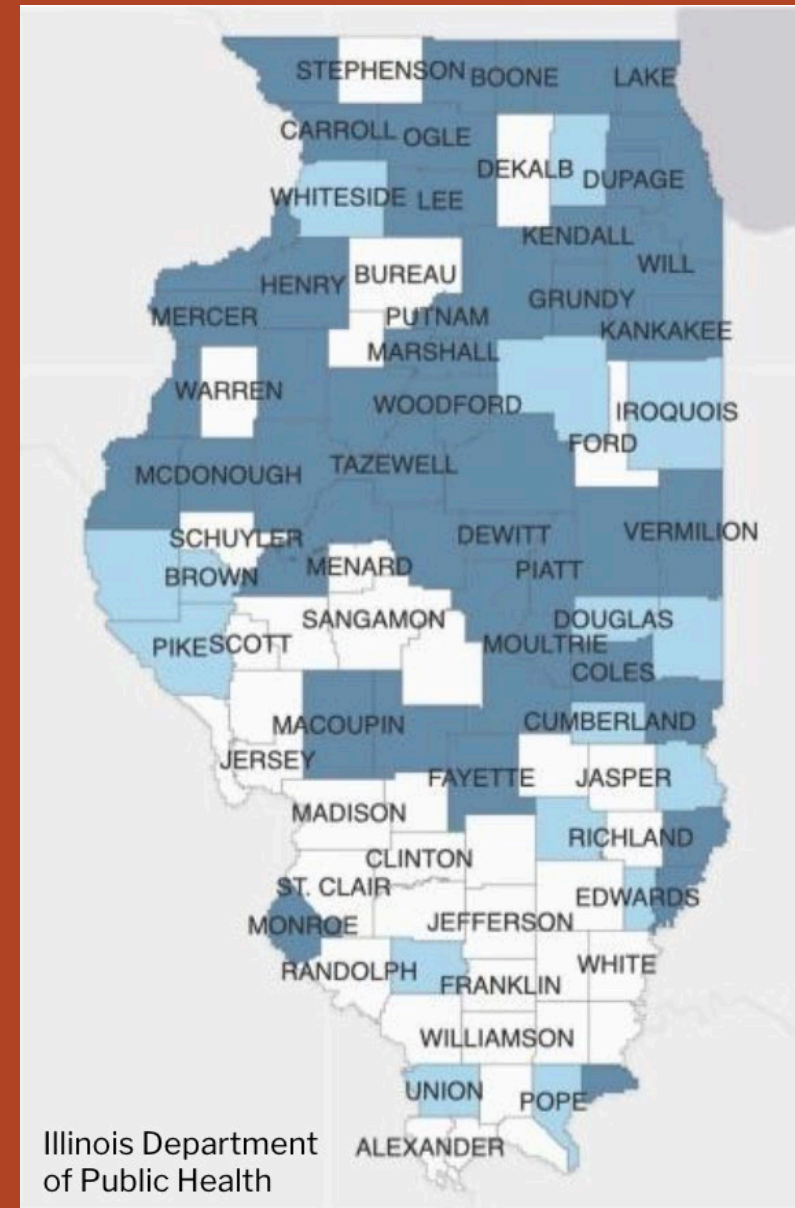 STEPHENSON BOONE LAKE
CARROLL OGLE
DEKALB DUPAGE
WHITESIDE LEE
KENDALL
WILL
HENRY BUREAU
GRUNDY
MERCER PUTNAM
KANKAKEE
MARSHALL
WARREN
WOODFORD IROQUOIS
FORD
MCDONOUGH TAZEWELL
SCHUYLER DEWITT VERMILION
BROWN MENARD PIATT
SANGAMON DOUGLAS
PIKE SCOTT MOULTRIE
COLES
MACOUPIN CUMBERLAND
JERSEY
FAYETTE JASPER
MADISON
RICHLAND
CLINTON
ST. CLAIR EDWARDS
MONROE JEFFERSON
RANDOLPH WHITE
FRANKLIN
WILLIAMSON
UNION POPE
ALEXANDER
Illinois Department
of Public Health